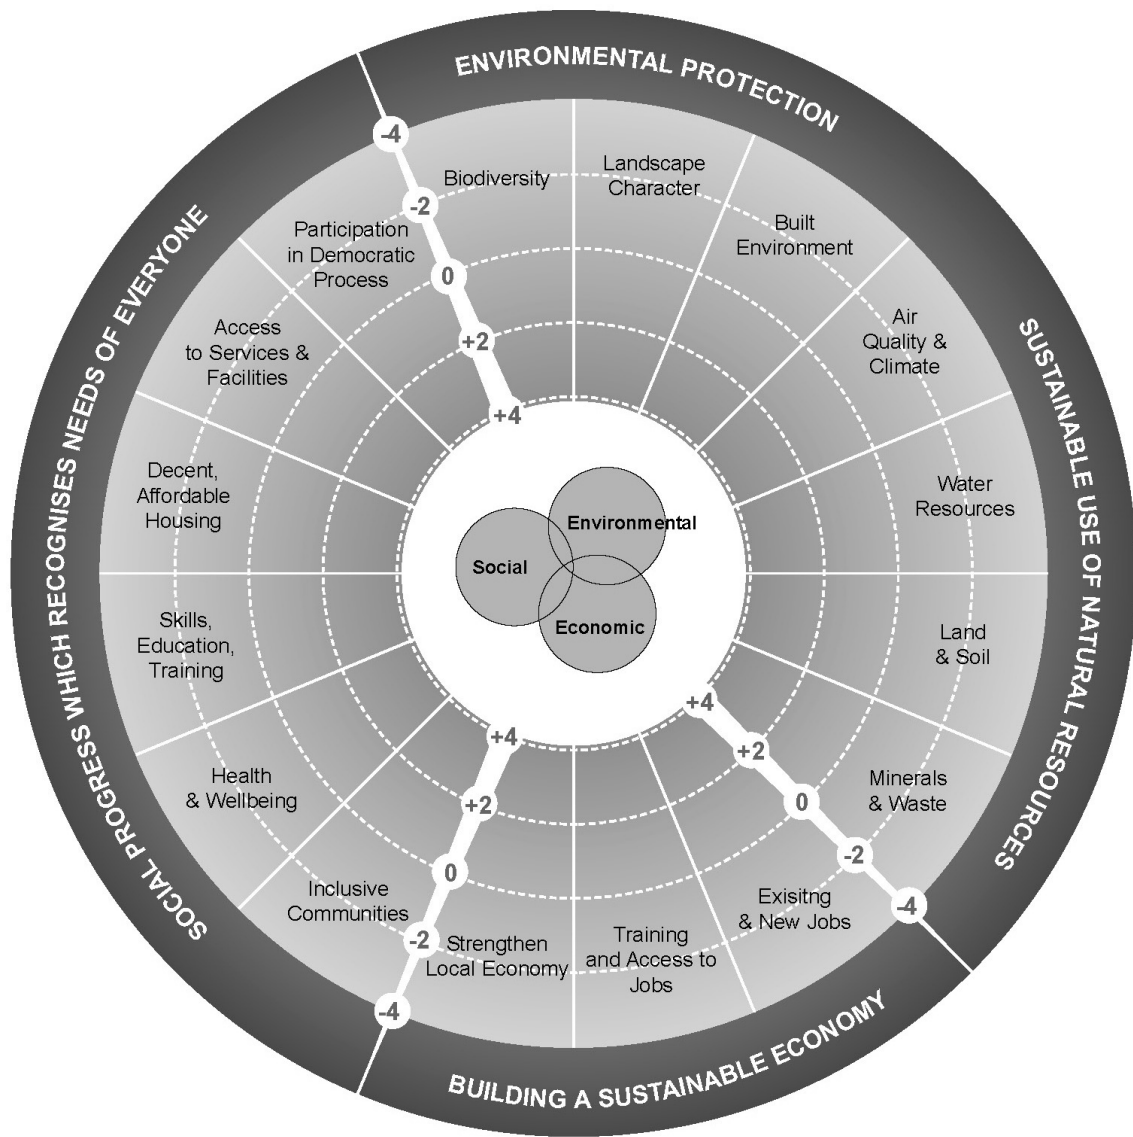 ENVIRONMENTAL PROTECTION
SUSTAINABLE USE OF NATURAL RESOURCES
BUILDING A SUSTAINABLE ECONOMY
SOCIAL PROGRESS WHICH RECOGNISES NEEDS OF EVERYONE
Biodiversity
Landscape
Character
Built
Environment
Air
Quality &
Climate
Water
Resources
Land
& Soil
Minerals
& Waste
Exisitng
& New Jobs
Training
and Access to
Jobs
Strengthen
Local Economy
Inclusive
Communities
Health
& Wellbeing
Skills,
Education,
Training
Decent,
Affordable
Housing
Access
to Services &
Facilities
Participation
in Democratic
Process
-4
-2
0
+2
+4
+4
+2
0
-2
-4
+4
+2
0
-2
-4
Environmental
Social
Economic